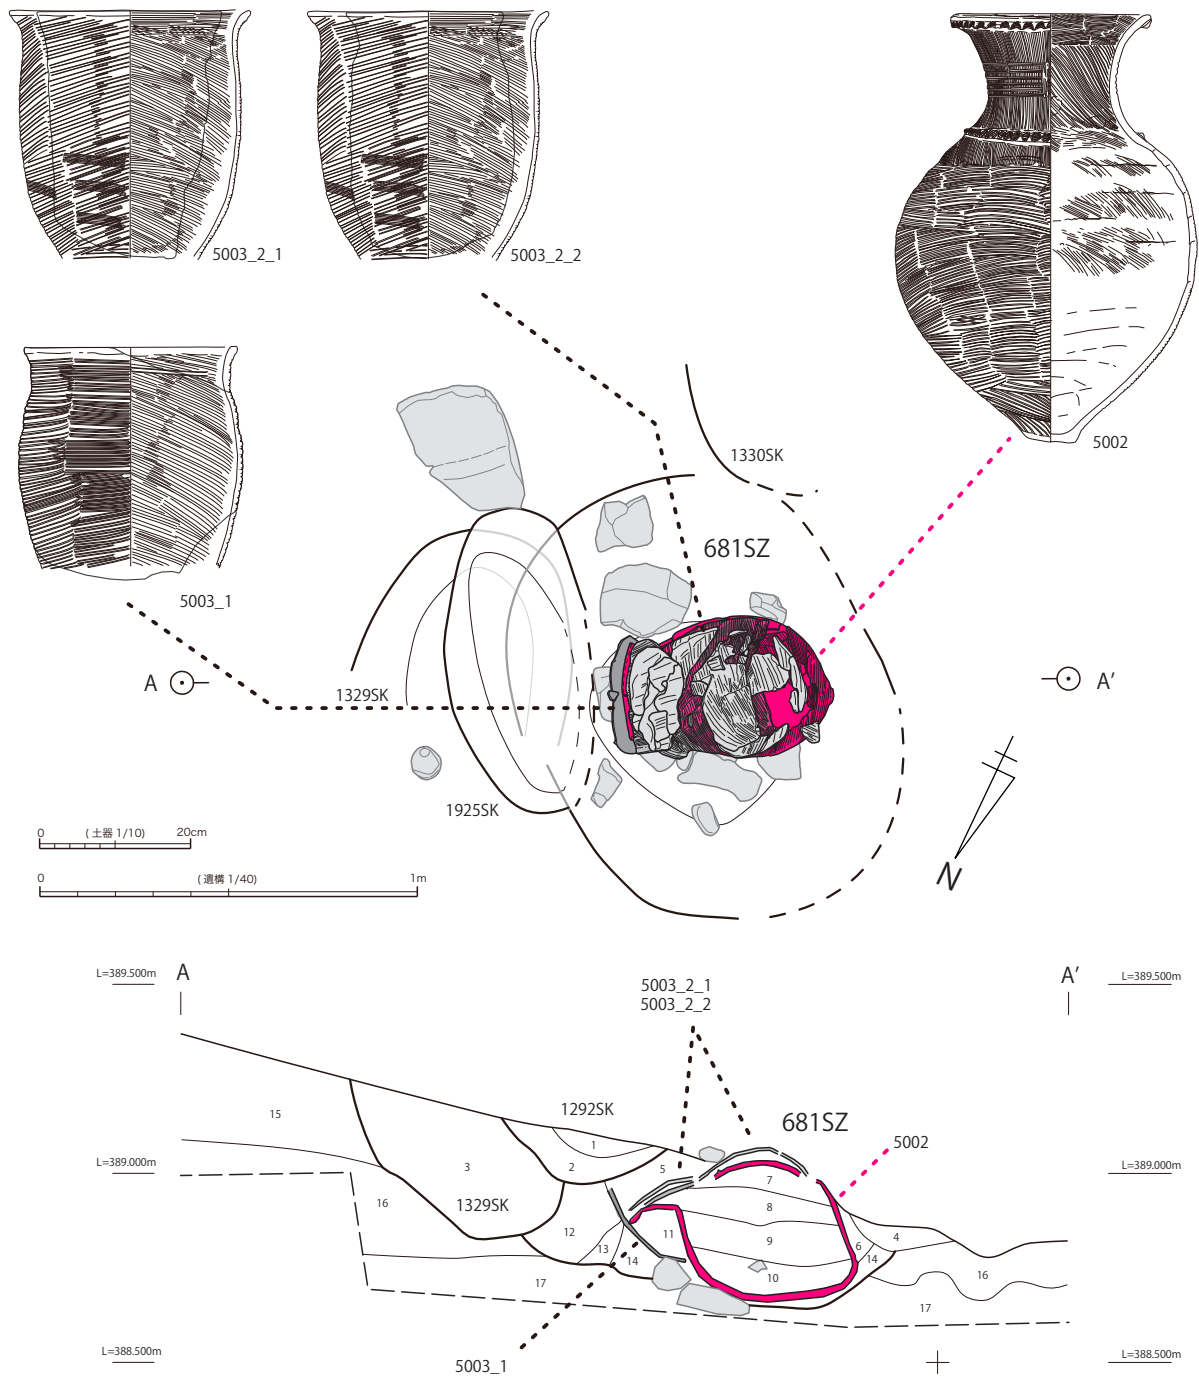 5003_2_1
5003_2_2
5002
1330SK
681SZ
5003_1
A
1329SK
A'
1925SK
0 (土器 1/10) 20cm
0 (遺構 1/40) 1m
N
L=389.500m A
5003_2_1
5003_2_2
A' L=389.500m
1292SK
681SZ
5002
15
1
L=389.000m
3
2
5
7
L=389.000m
16
1329SK
8
12
11
9
6
4
13
14
14
16
17
10
17
5003_1
L=388.500m
L=388.500m